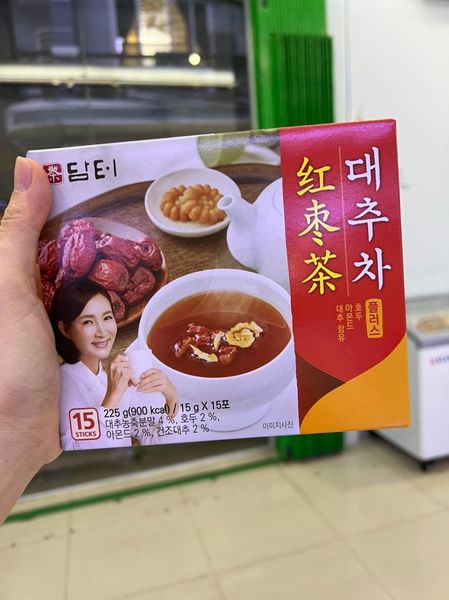 담터
대추차
红枣茶
플러스
호두
아몬드
대추 함유
15
STICKS
225 g(900 kcal) / 15 g X 15포
대추농축분말 4 %, 호두 2 %,
아몬드 2 %, 건조대추 2 %
이미지사진